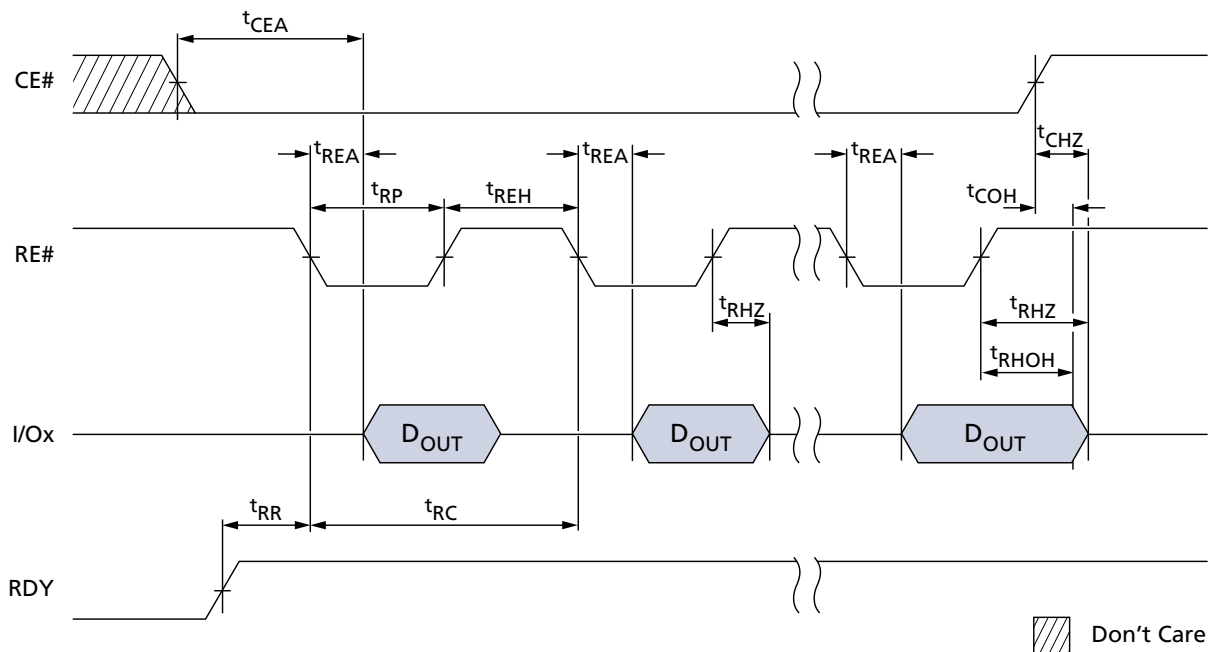 tCEA
CE#
tCHZ
tREA tREA tREA
tRP tREH tCOH
RE#
tRHZ tRHZ
tRHOH
I/Ox DOUT DOUT DOUT
tRR tRC
RDY
Don't Care